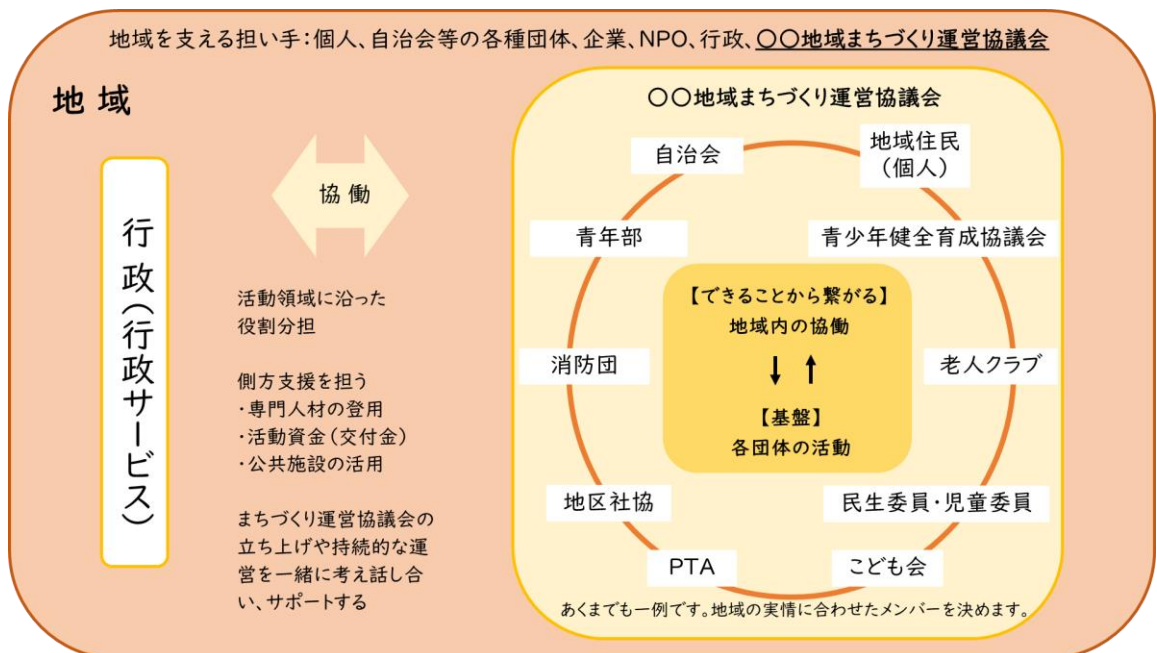 地域を支える担い手：個人、自治会等の各種団体、企業、NPO、行政、〇〇地域まちづくり運営協議会
地域
行政（行政サービス）
協働
活動領域に沿った
役割分担
側方支援を担う
・専門人材の登用
・活動資金（交付金）
・公共施設の活用
まちづくり運営協議会の
立ち上げや持続的な運
営を一緒に考え話し合
い、サポートする
〇〇地域まちづくり運営協議会
自治会
地域住民
（個人）
青年部
青少年健全育成協議会
【できることから繋がる】
地域内の協働
消防団
老人クラブ
【基盤】
各団体の活動
地区社協
民生委員・児童委員
PTA
こども会
あくまでも一例です。地域の実情に合わせたメンバーを決めます。